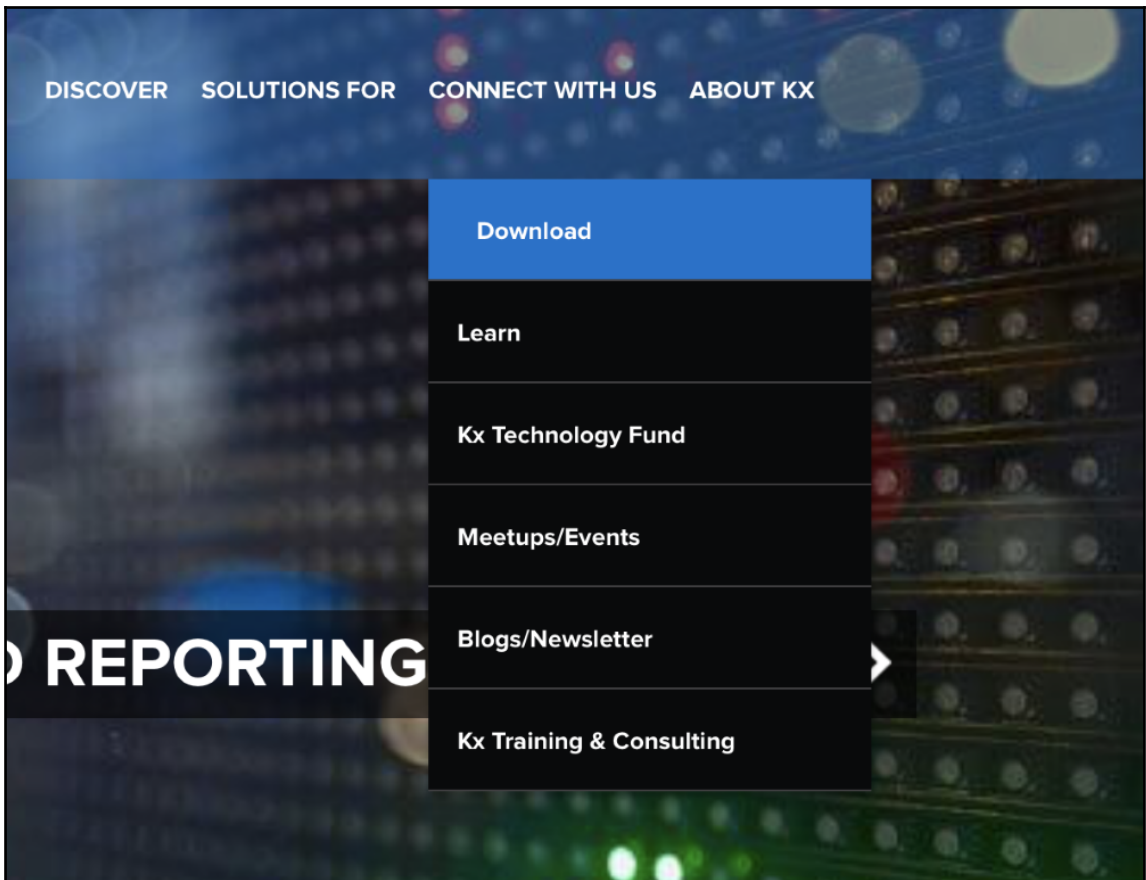 DISCOVER SOLUTIONS FOR CONNECT WITH US ABOUT KX
Download
Learn
Kx Technology Fund
Meetups/Events
Blogs/Newsletter
REPORTING
Kx Training & Consulting